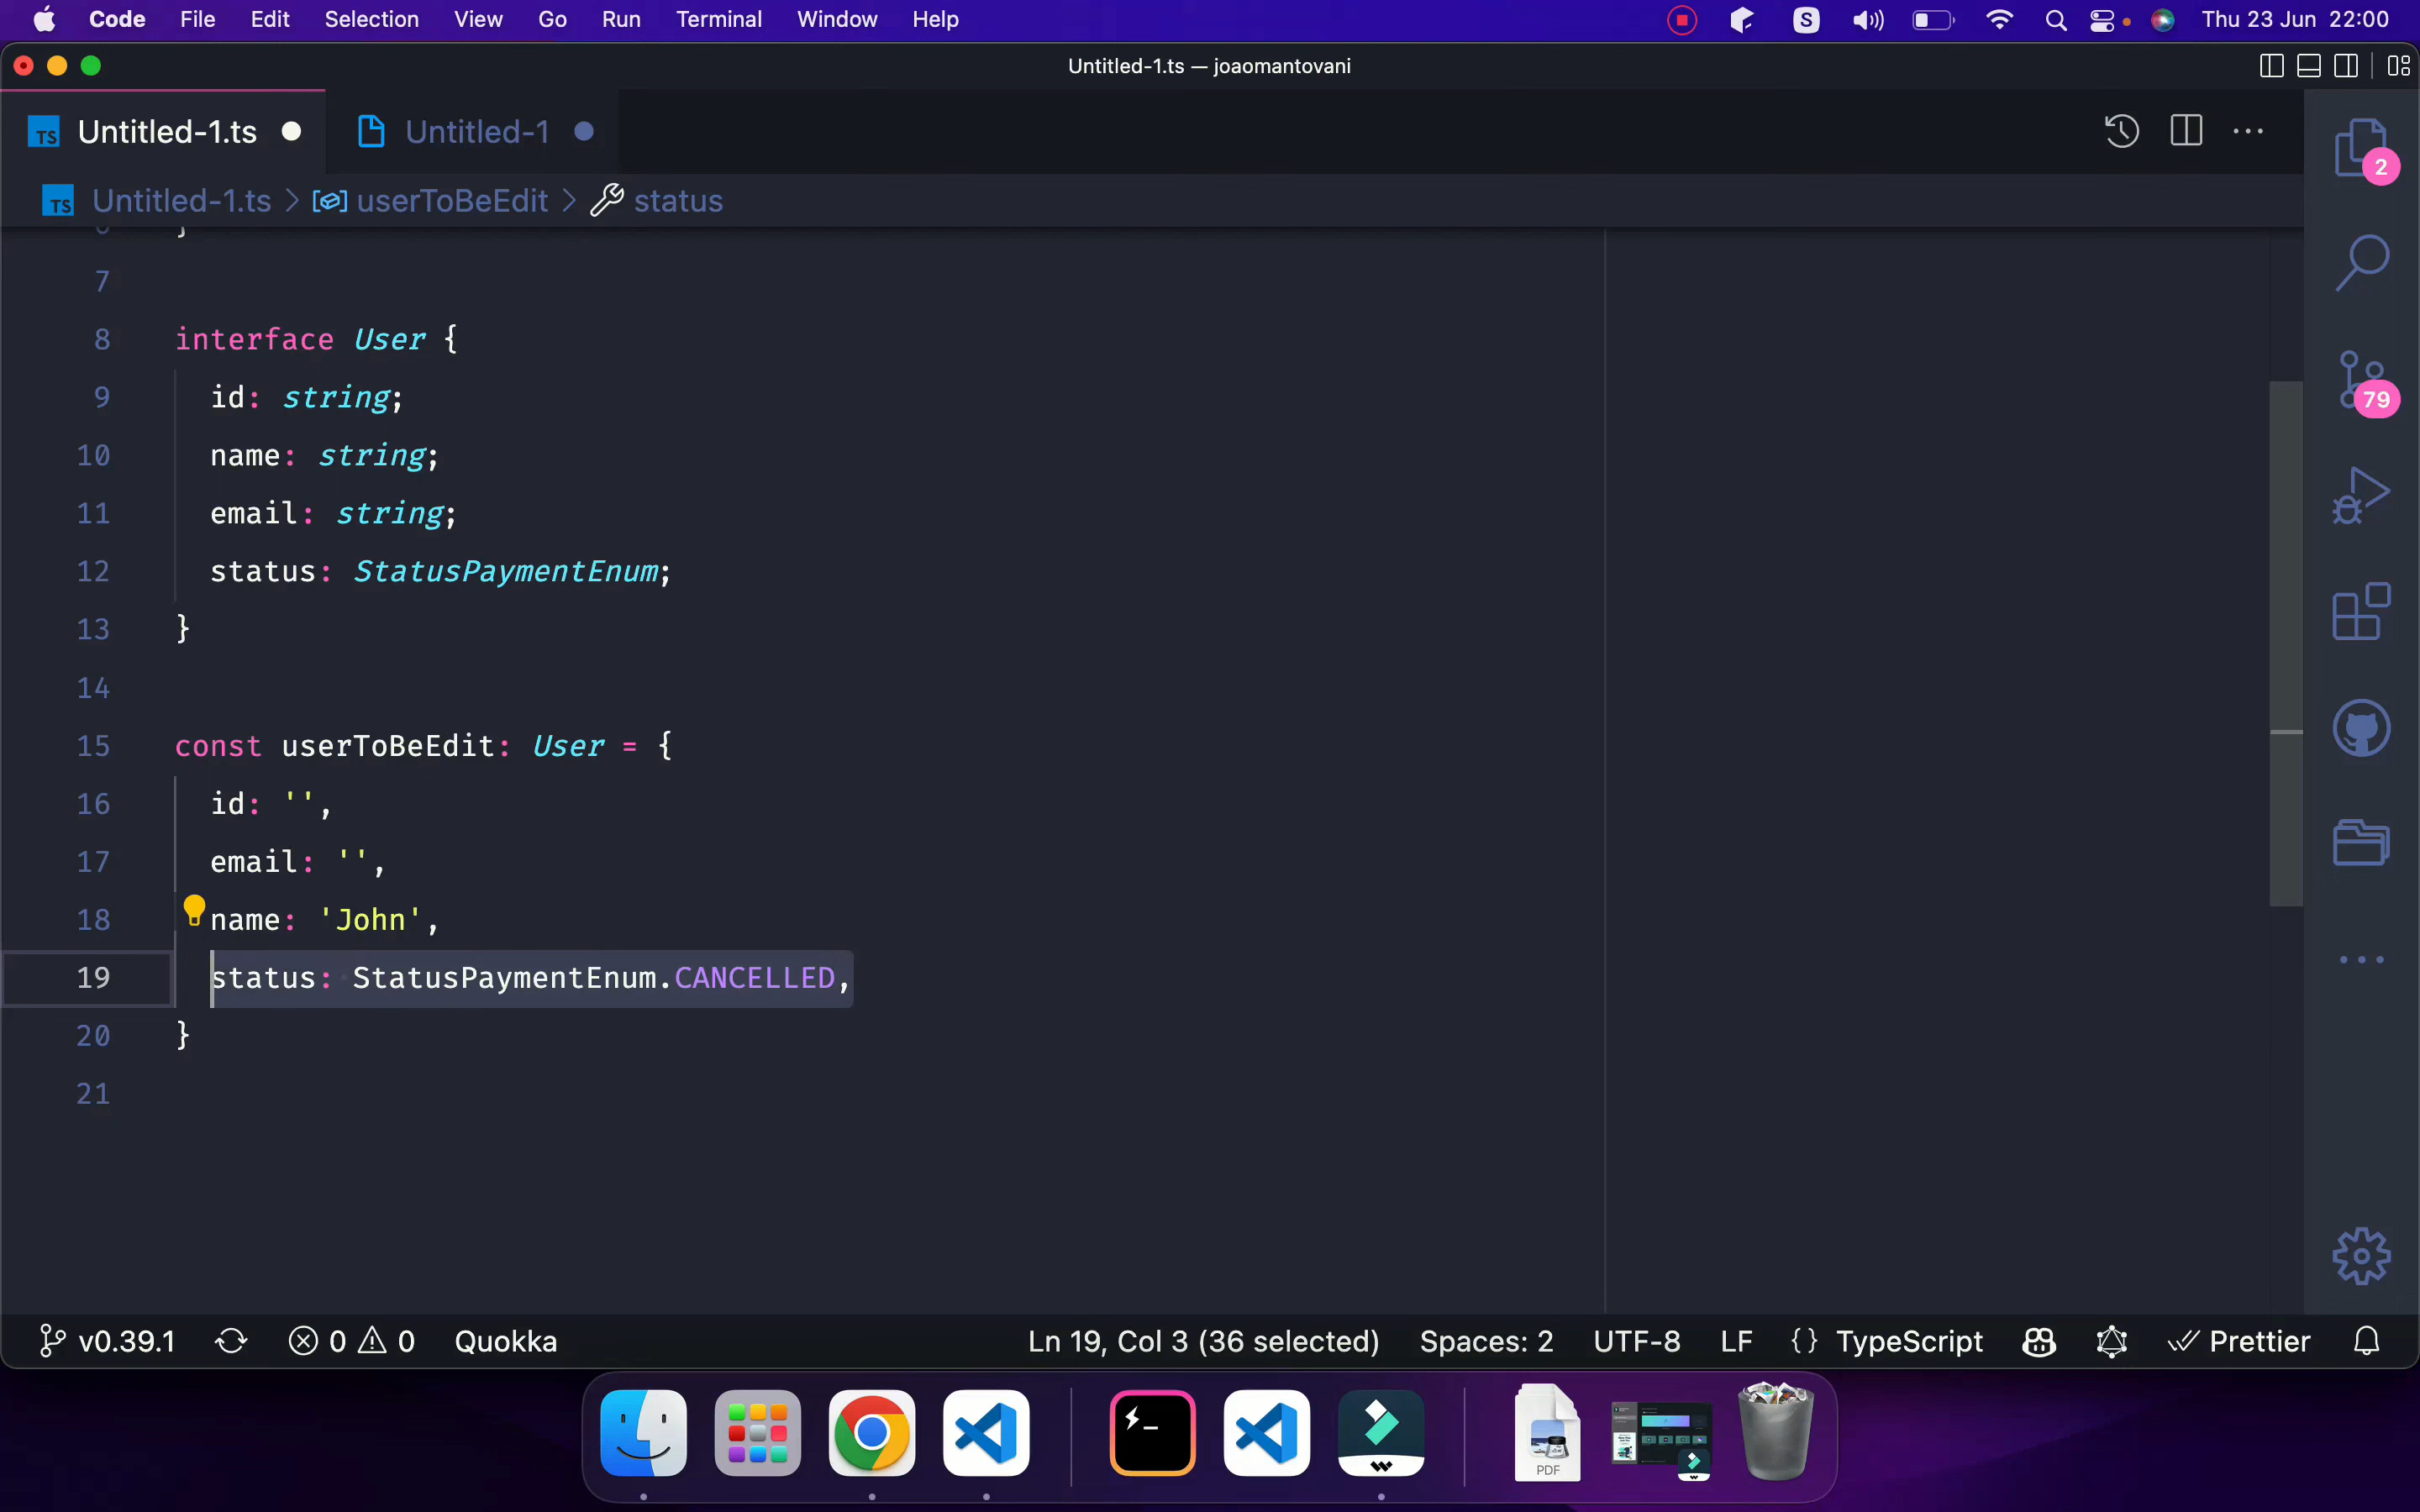 Code File Edit Selection View Go Run Terminal Window Help S Thu 23 Jun 22:00
Untitled-1.ts — joaomantovani
TS Untitled-1.ts Untitled-1
TS Untitled-1.ts > userToBeEdit > status
2
79
7
8 interface User {
9 id: string;
10 name: string;
11 email: string;
12 status: StatusPaymentEnum;
13 }
14
15 const userToBeEdit: User = {
16 id: '',
17 email: '',
18 name: 'John',
19 status: StatusPaymentEnum.CANCELLED,
20 }
21
v0.39.1 0 0 Quokka Ln 19, Col 3 (36 selected) Spaces: 2 UTF-8 LF {} TypeScript Prettier
PDF